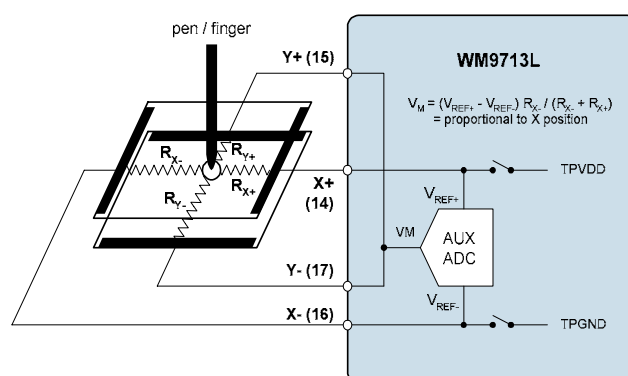 pen / finger
Y+ (15)
WM9713L
V_M = (V_REF+ - V_REF-) R_X- / (R_X- + R_X+)
= proportional to X position
R_X-
R_Y+
R_X+
R_Y-
X+
(14)
TPVDD
V_REF+
VM
AUX
ADC
Y- (17)
V_REF-
X- (16)
TPGND